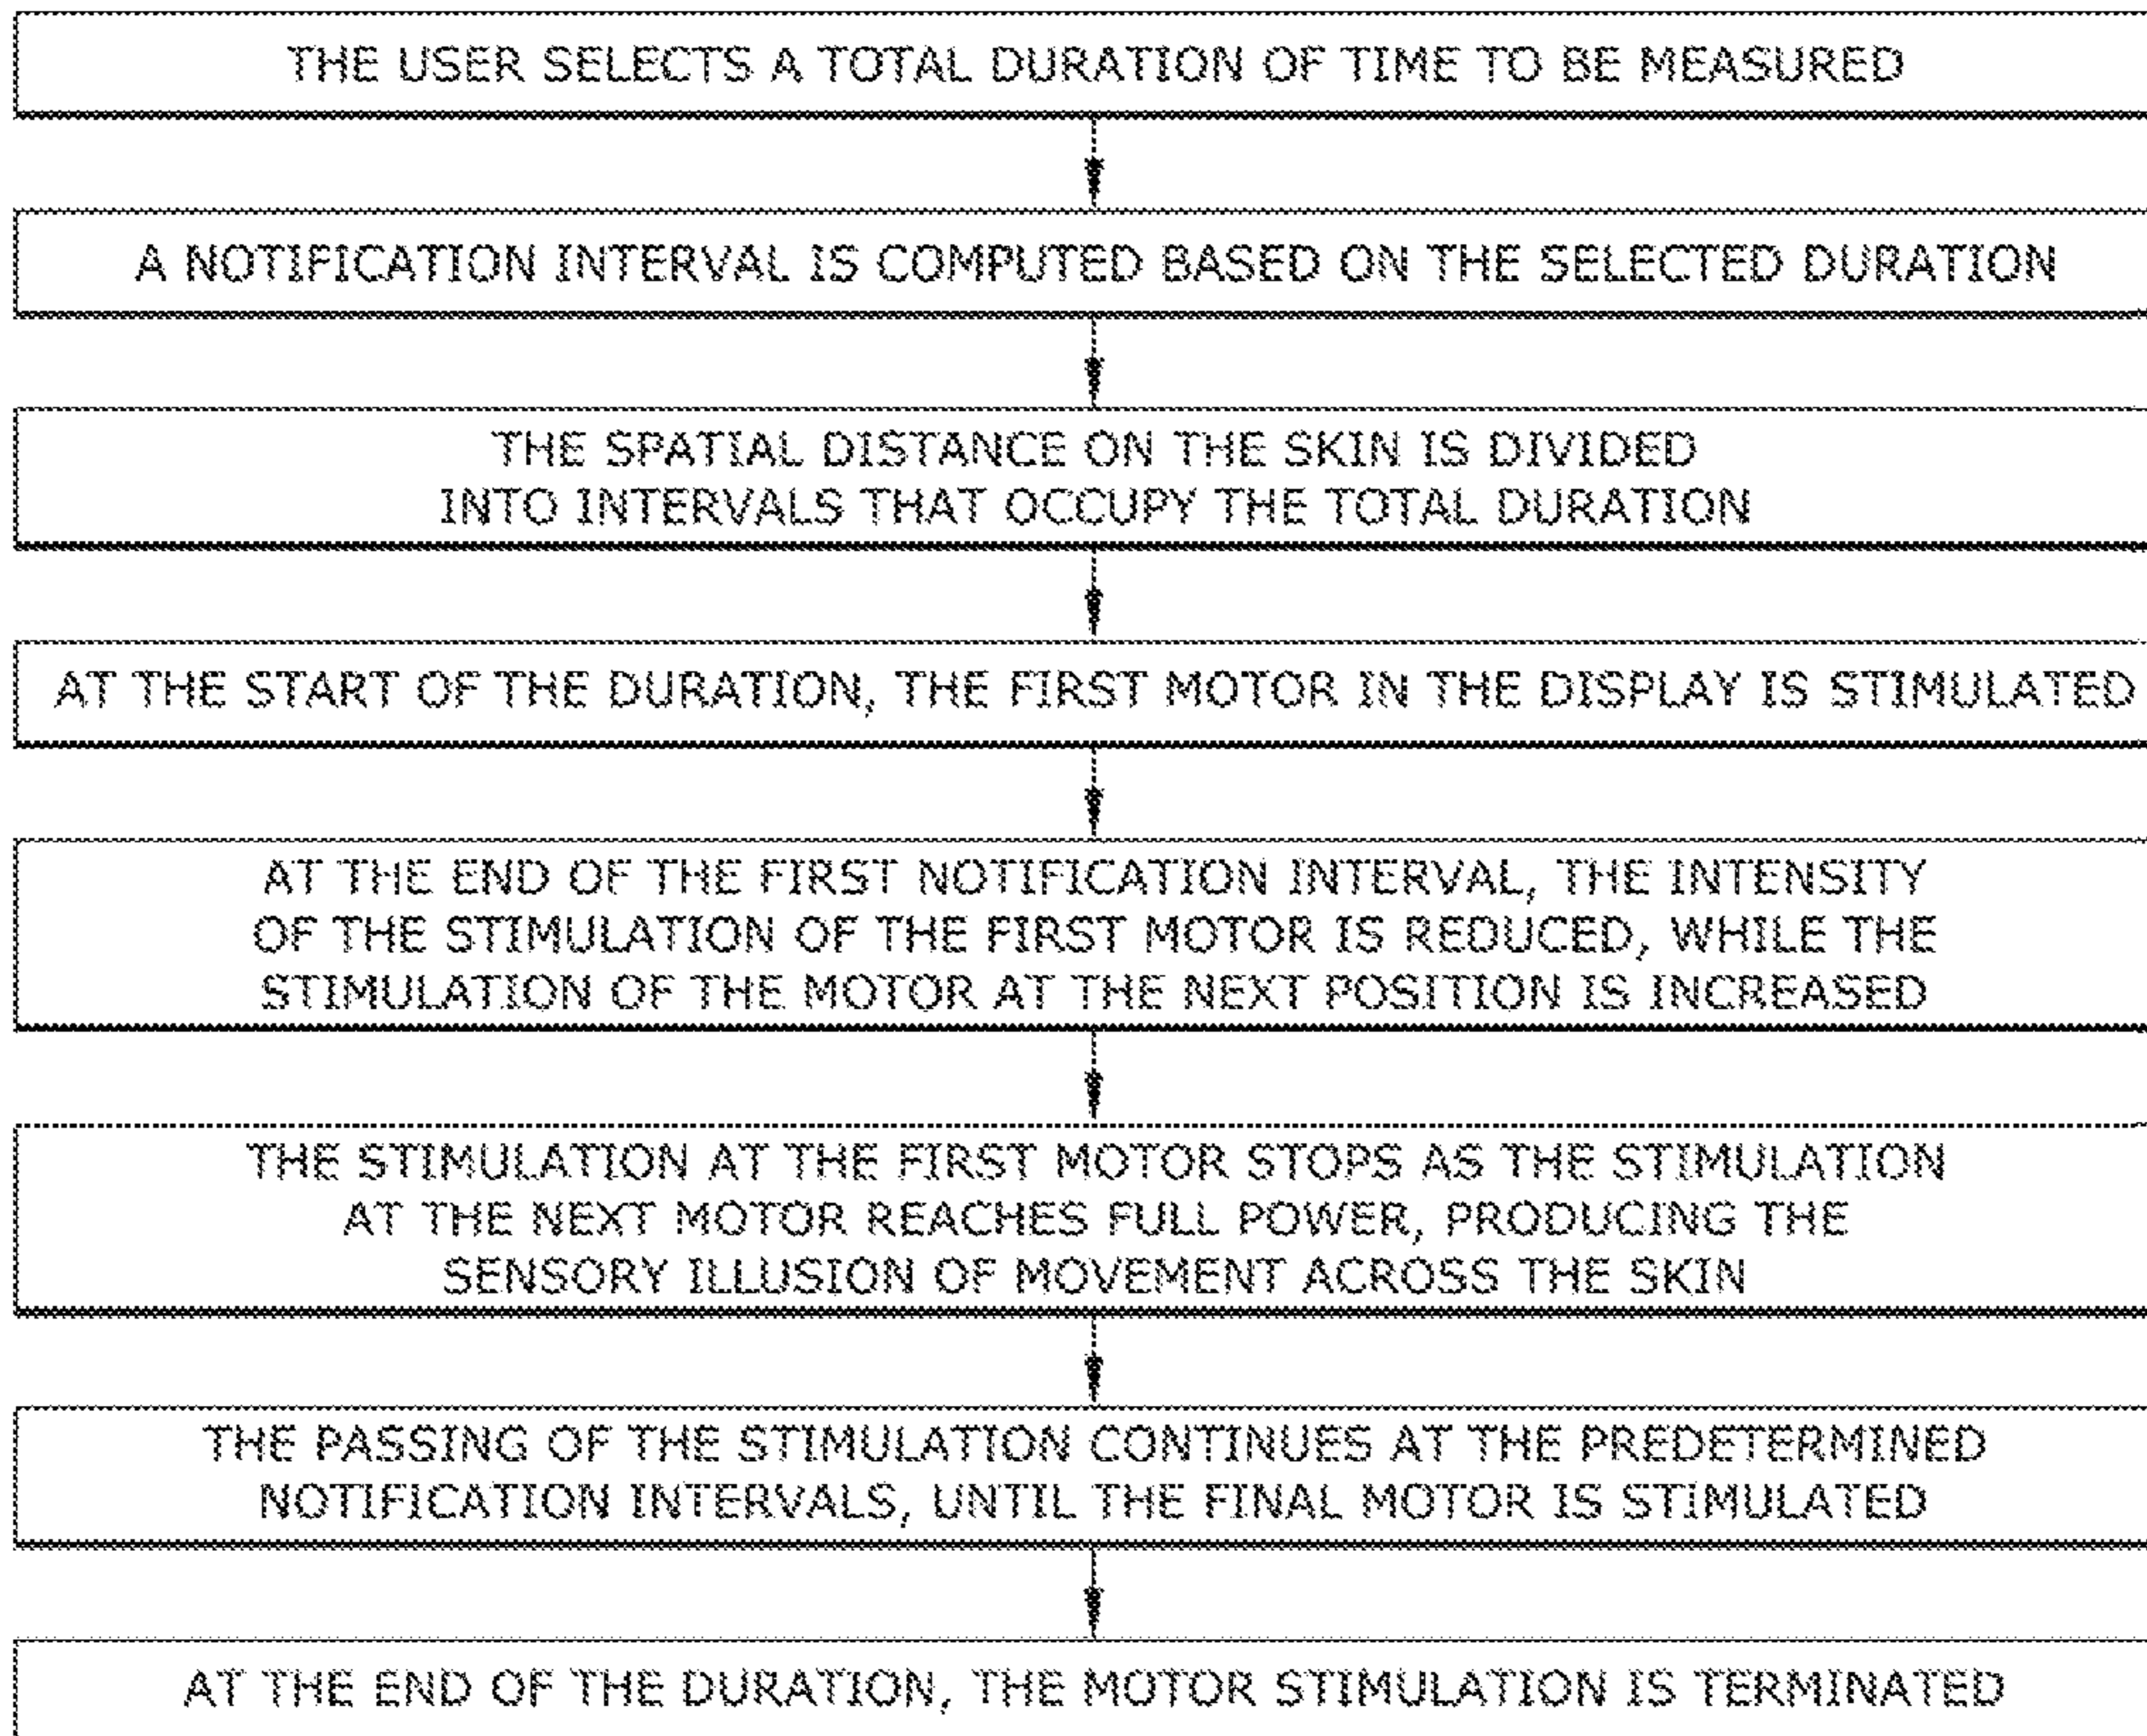 THE USER SELECTS A TOTAL DURATION OF TIME TO BE MEASURED
A NOTIFICATION INTERVAL IS COMPUTED BASED ON THE SELECTED DURATION
THE SPATIAL DISTANCE ON THE SKIN IS DIVIDED
INTO INTERVALS THAT OCCUPY THE TOTAL DURATION
AT THE START OF THE DURATION, THE FIRST MOTOR IN THE DISPLAY IS STIMULATED
AT THE END OF THE FIRST NOTIFICATION INTERVAL, THE INTENSITY
OF THE STIMULATION OF THE FIRST MOTOR IS REDUCED, WHILE THE
STIMULATION OF THE MOTOR AT THE NEXT POSITION IS INCREASED
THE STIMULATION AT THE FIRST MOTOR STOPS AS THE STIMULATION
AT THE NEXT MOTOR REACHES FULL POWER, PRODUCING THE
SENSORY ILLUSION OF MOVEMENT ACROSS THE SKIN
THE PASSING OF THE STIMULATION CONTINUES AT THE PREDETERMINED
NOTIFICATION INTERVALS, UNTIL THE FINAL MOTOR IS STIMULATED
AT THE END OF THE DURATION, THE MOTOR STIMULATION IS TERMINATED